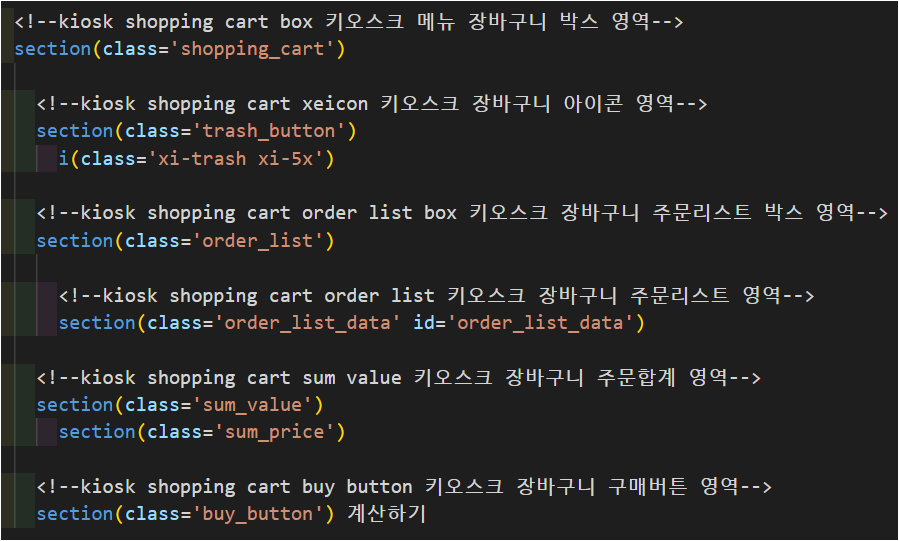 <!--kiosk shopping cart box 키오스크 메뉴 장바구니 박스 영역-->
section(class='shopping_cart')
<!--kiosk shopping cart xeicon 키오스크 장바구니 아이콘 영역-->
section(class='trash_button')
i(class='xi-trash xi-5x')
<!--kiosk shopping cart order list box 키오스크 장바구니 주문리스트 박스 영역-->
section(class='order_list')
<!--kiosk shopping cart order list 키오스크 장바구니 주문리스트 영역-->
section(class='order_list_data' id='order_list_data')
<!--kiosk shopping cart sum value 키오스크 장바구니 주문합계 영역-->
section(class='sum_value')
section(class='sum_price')
<!--kiosk shopping cart buy button 키오스크 장바구니 구매버튼 영역-->
section(class='buy_button') 계산하기